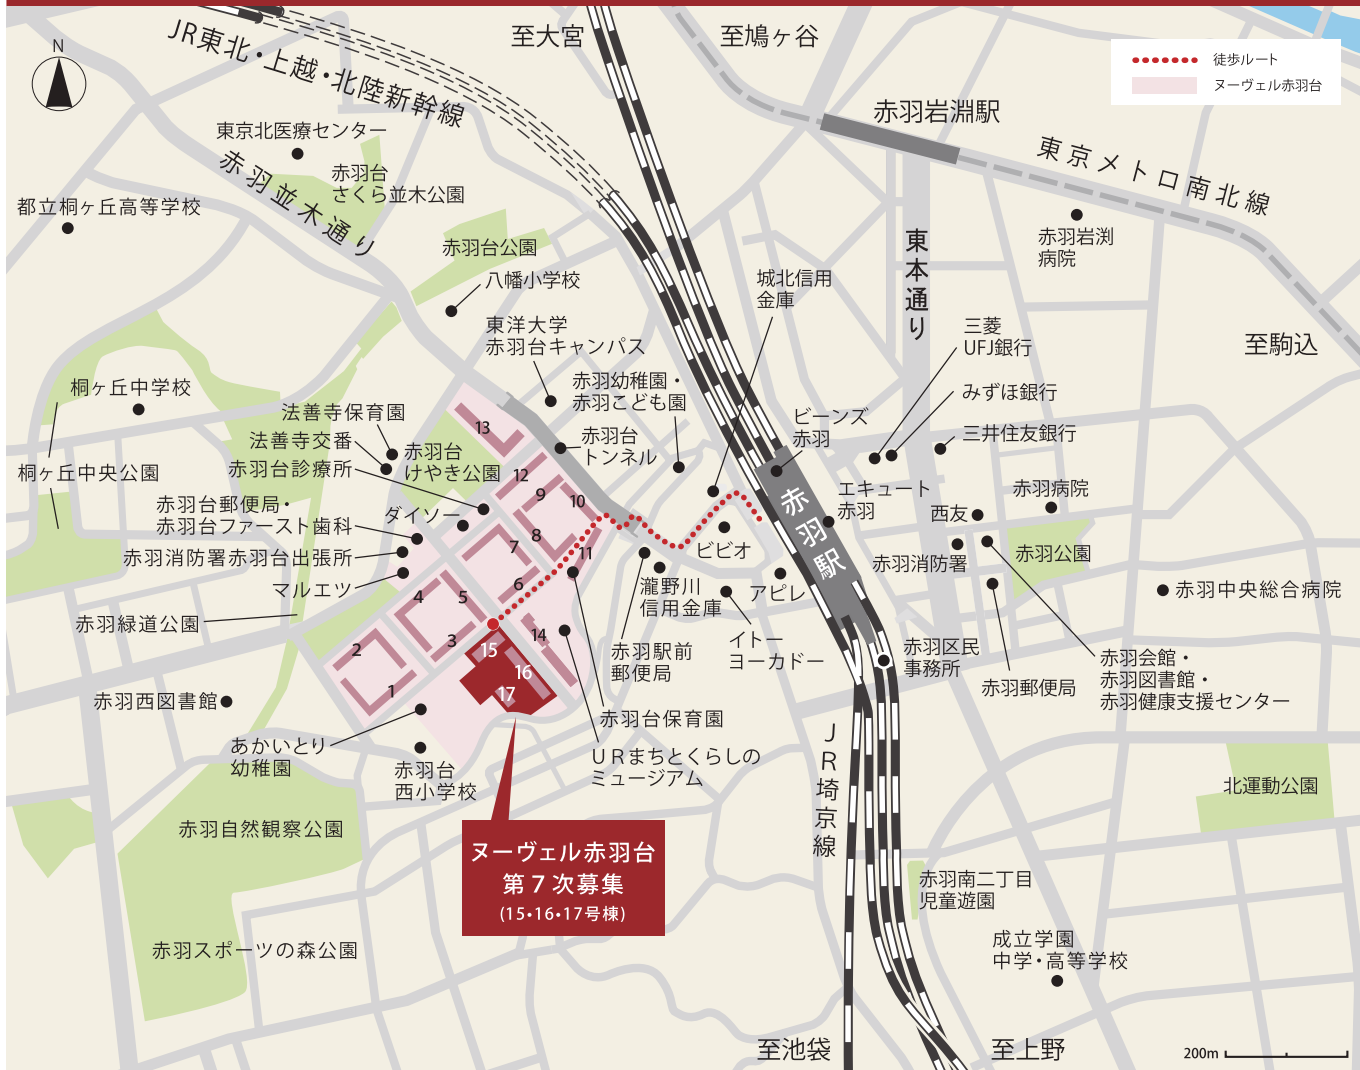 N
JR東北・上越・北陸新幹線
至大宮
至鳩ヶ谷
徒歩ルート
ヌーヴェル赤羽台
赤羽岩淵駅
東京メトロ南北線
東京北医療センター
赤羽並木通り
赤羽台
さくら並木公園
都立桐ヶ丘高等学校
赤羽台公園
八幡小学校
東本通り
赤羽岩渕
病院
城北信用
金庫
東洋大学
赤羽台キャンパス
三菱
UFJ銀行
至駒込
桐ヶ丘中学校
赤羽幼稚園・
赤羽こども園
みずほ銀行
法善寺保育園
ビーンズ
赤羽
三井住友銀行
法善寺交番
赤羽台
けやき公園
赤羽台
トンネル
桐ヶ丘中央公園
赤羽台診療所
エキュート
赤羽
赤羽病院
赤羽台郵便局・
赤羽台ファースト歯科
ダイソー
西友
赤羽駅
赤羽消防署赤羽台出張所
ビビオ
赤羽消防署
赤羽公園
マルエツ
瀧野川
信用金庫
アピレ
赤羽中央総合病院
赤羽緑道公園
イトー
ヨーカドー
赤羽駅前
郵便局
赤羽区民
事務所
赤羽会館・
赤羽図書館・
赤羽健康支援センター
赤羽郵便局
赤羽西図書館
赤羽台保育園
あかいとり
幼稚園
赤羽台
西小学校
URまちとくらしの
ミュージアム
JR埼京線
北運動公園
赤羽自然観察公園
13
12
9
10
8
7
11
6
5
4
3
2
1
14
15
16
17
ヌーヴェル赤羽台
第7次募集
(15・16・17号棟)
赤羽南二丁目
児童遊園
赤羽スポーツの森公園
成立学園
中学・高等学校
至池袋
至上野
200m